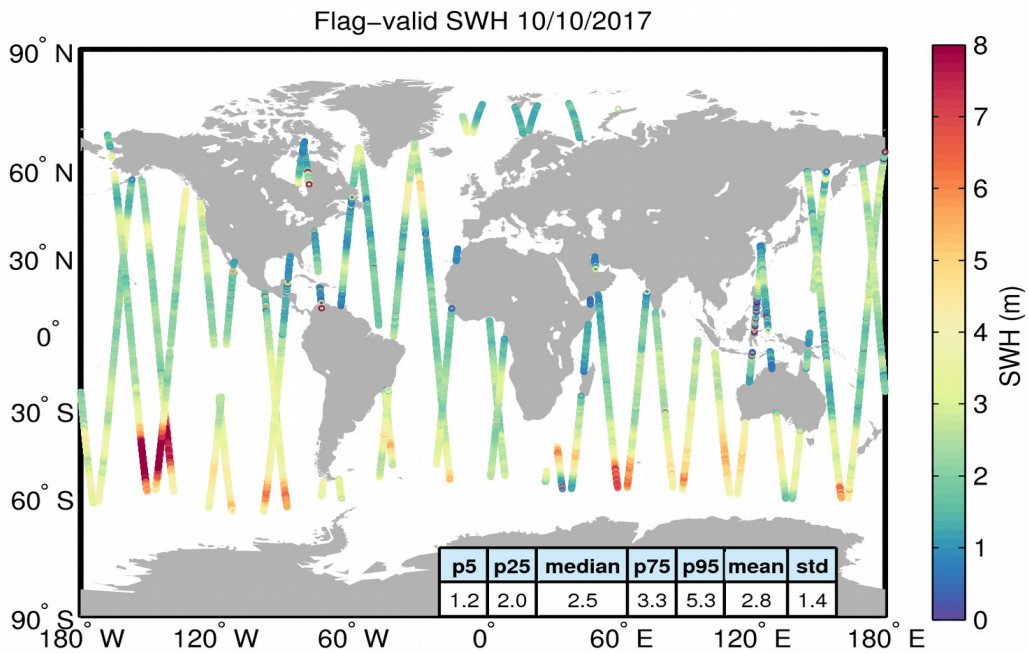 Flag−valid SWH 10/10/2017
90° N
60° N
30° N
0°
30° S
60° S
90° S
180° W
120° W
60° W
0°
60° E
120° E
180° E
8
7
6
5
4
3
2
1
0
SWH (m)
p5 p25 median p75 p95 mean std
1.2 2.0 2.5 3.3 5.3 2.8 1.4